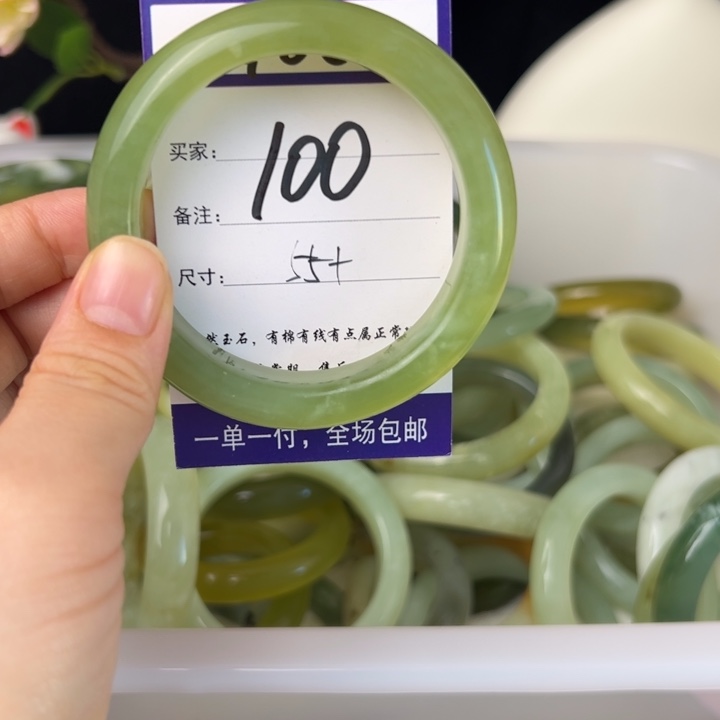 买家: 100
备注:
尺寸: 55+
然玉石,有棉有线有点属正常
一单一付,全场包邮